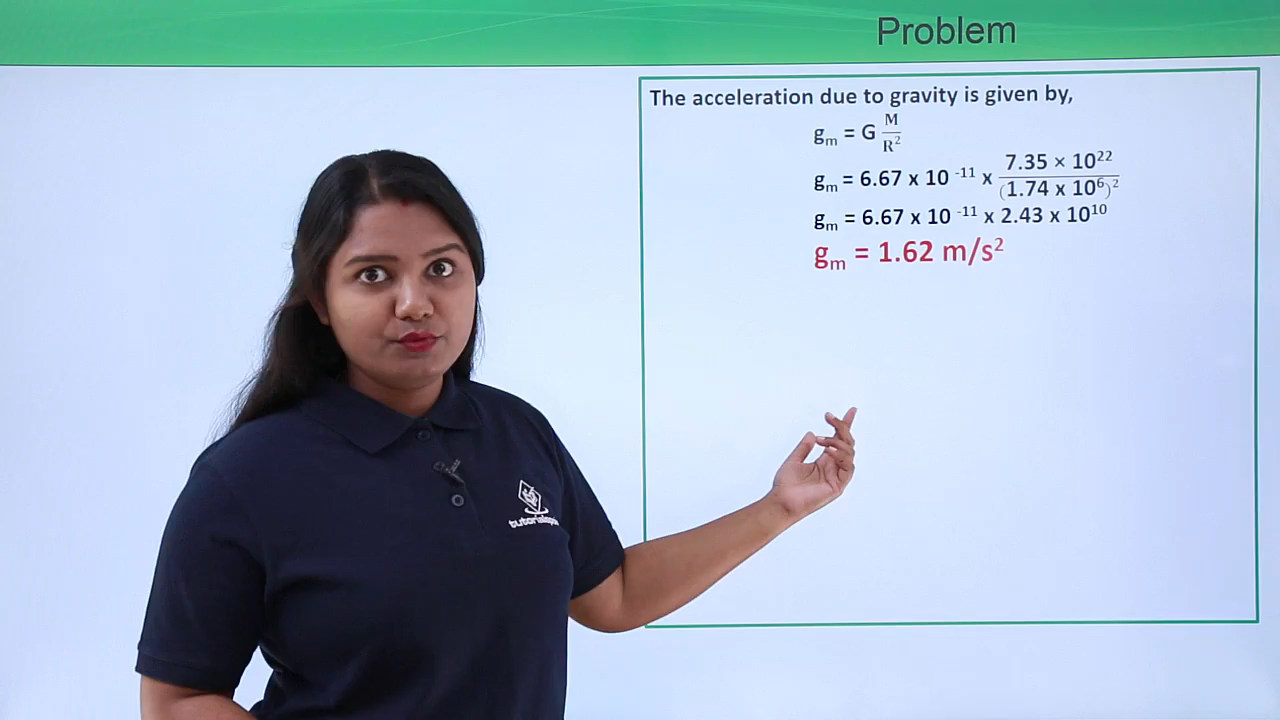 Problem
The acceleration due to gravity is given by,
gₘ = G M/R²
gₘ = 6.67 x 10 ⁻¹¹ x 7.35 × 10²²/(1.74 x 10⁶)²
gₘ = 6.67 x 10 ⁻¹¹ x 2.43 x 10¹⁰
gₘ = 1.62 m/s²